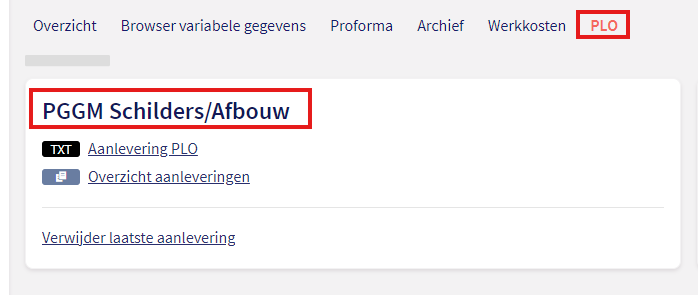 Overzicht Browser variabele gegevens Proforma Archief Werkkosten PLO
PGGM Schilders/Afbouw
TXT Aanlevering PLO
Overzicht aanleveringen
Verwijder laatste aanlevering